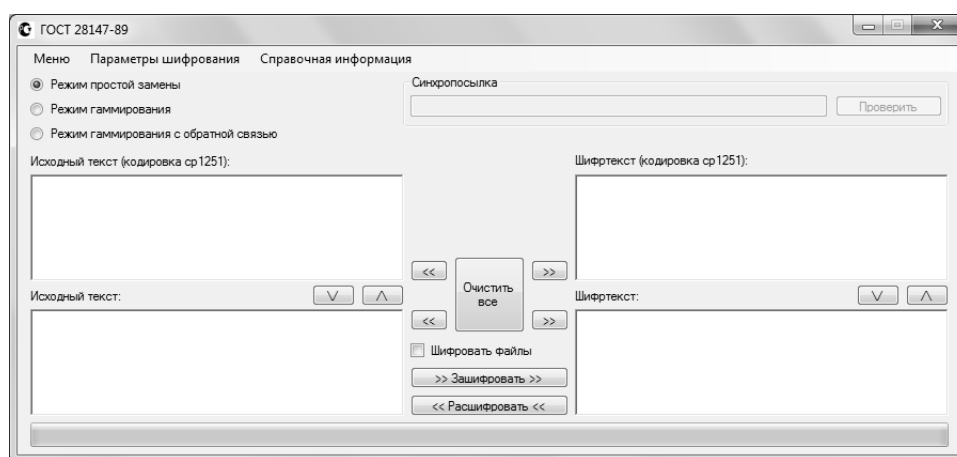 ГОСТ 28147-89
Меню Параметры шифрования Справочная информация
Режим простой замены
Режим гаммирования
Режим гаммирования с обратной связью
Синхропосылка
Проверить
Исходный текст (кодировка cp1251):
Шифртекст (кодировка cp1251):
<< >>
Очистить
все
Исходный текст: \/ /\
Шифртекст: \/ /\
<< >>
Шифровать файлы
>> Зашифровать >>
<< Расшифровать <<